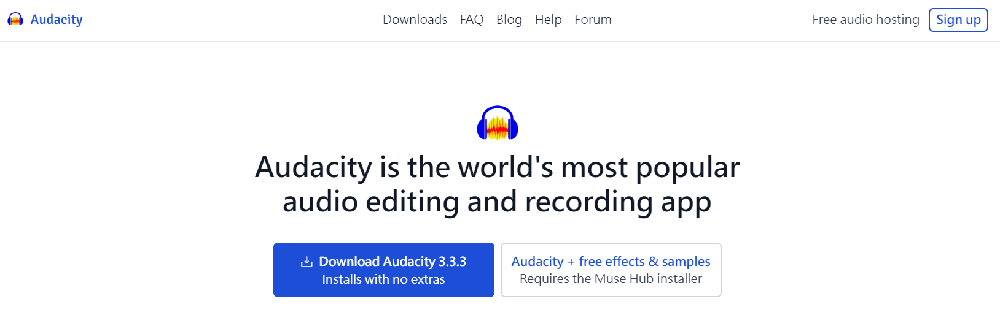 Audacity
Downloads FAQ Blog Help Forum
Free audio hosting Sign up
Audacity is the world's most popular
audio editing and recording app
Download Audacity 3.3.3
Installs with no extras
Audacity + free effects & samples
Requires the Muse Hub installer